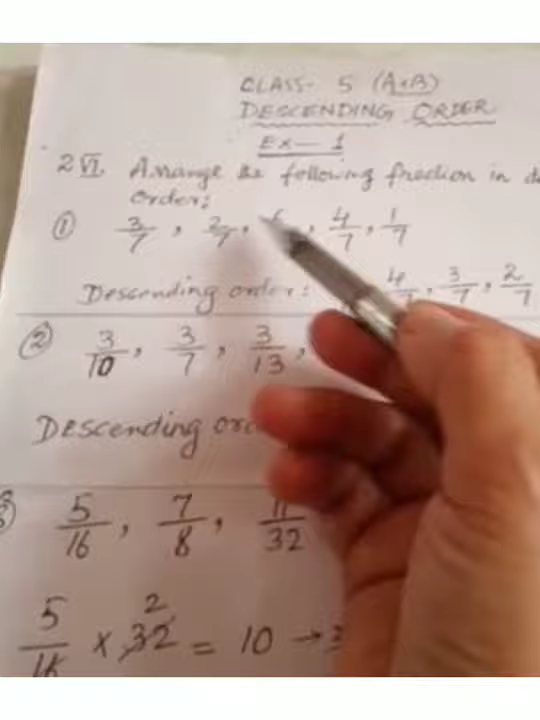 CLASS- 5 (A&B)
DESCENDING ORDER
EX-1
2 VI. Arrange the following fraction in
order:
① 3/7, 2/7, 4/7, 1/7
Descending order: 4/7, 3/7, 2/7
② 3/10, 3/7, 3/13,
Descending
5/16, 7/8, 11/32
5/16 × 32 2 = 10 →